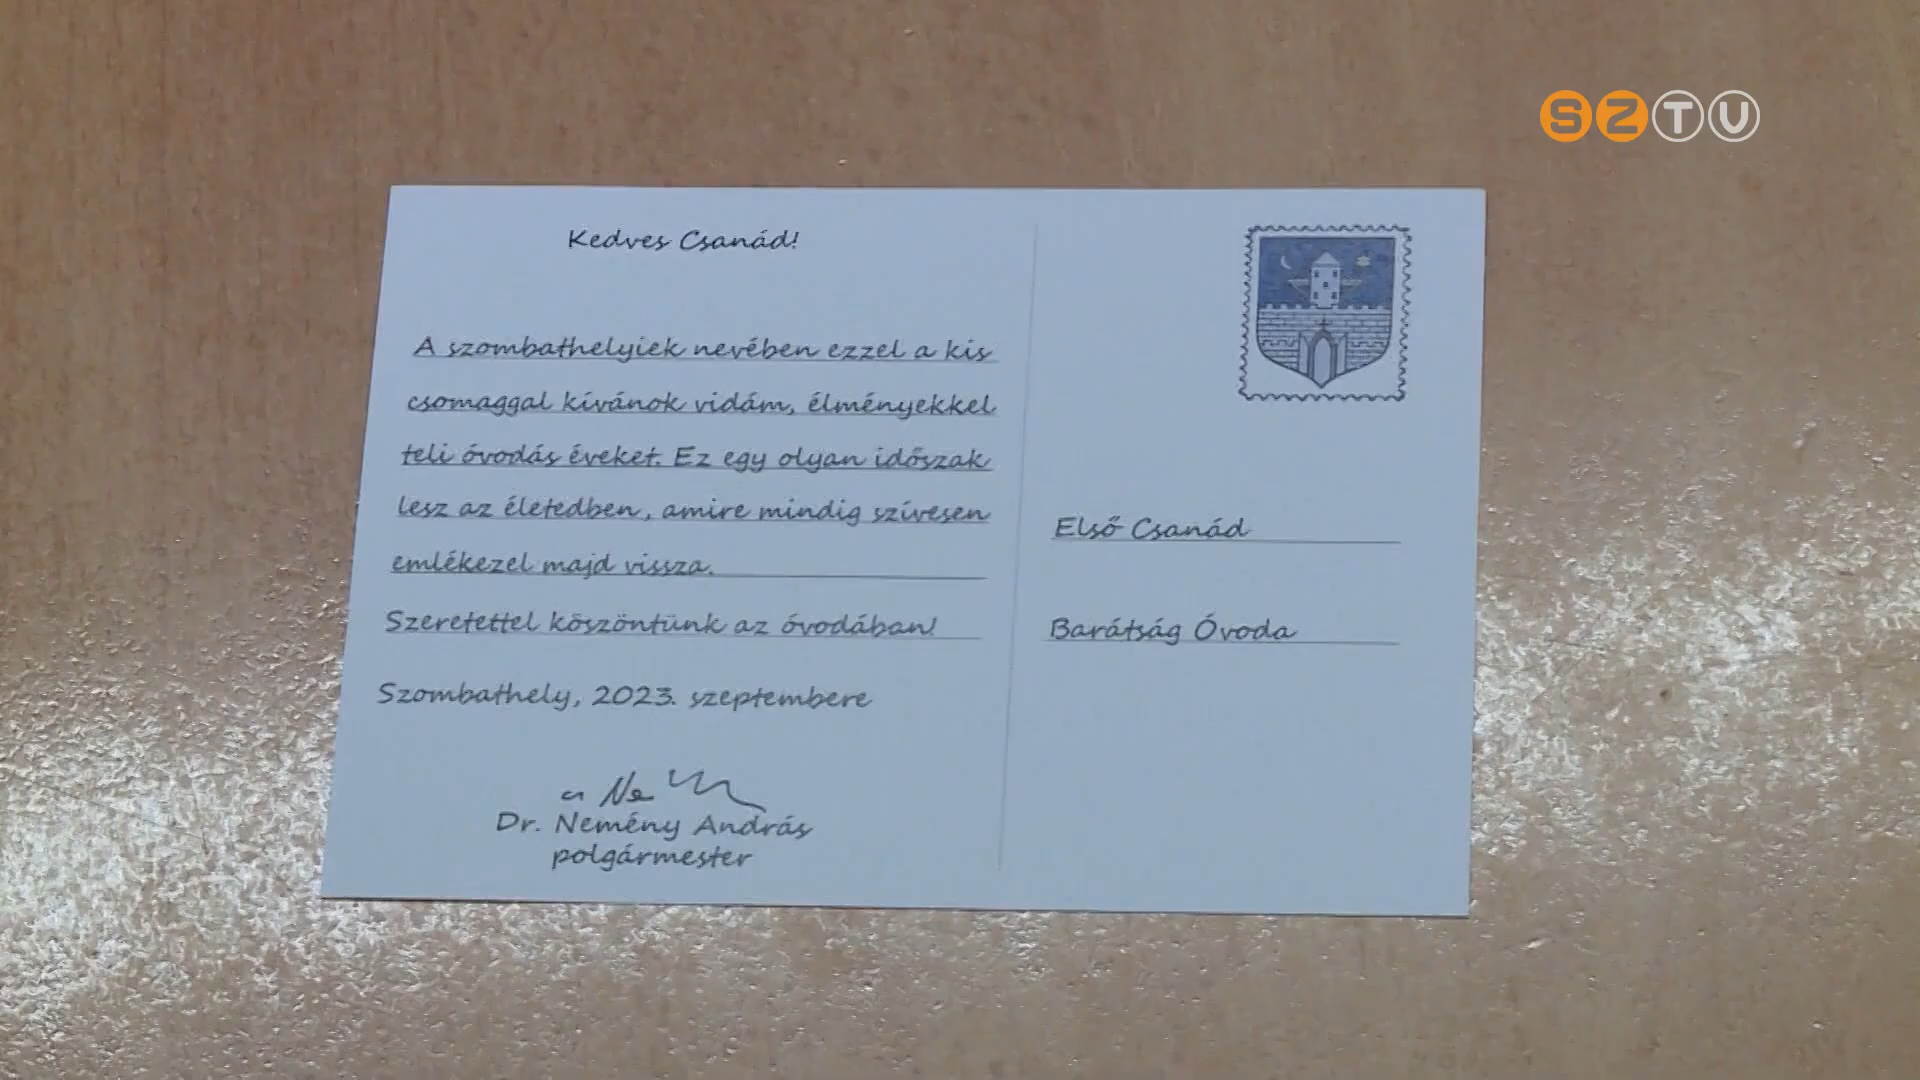 SZTU
Kedves Csanád!
A szombathelyiek nevében ezzel a kis
csomaggal kívánok vidám, élményekkel
teli óvodás éveket. Ez egy olyan időszak
lesz az életedben, amire mindig szívesen
emlékezel majd vissza.
Szeretettel köszöntünk az óvodában!
Szombathely, 2023. szeptembere
Dr. Nemény András
polgármester
Első Csanád
Barátság Óvoda